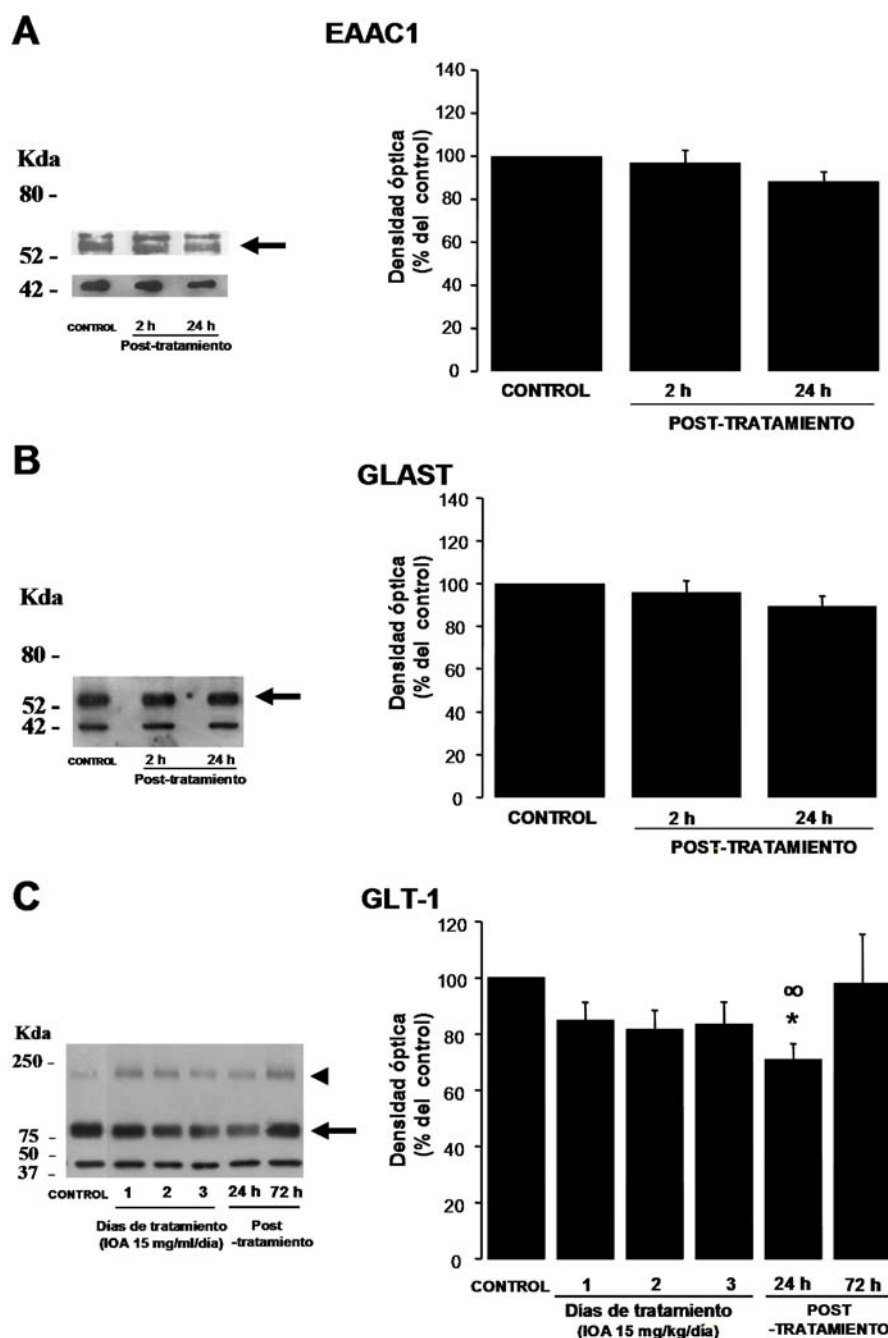 A
EAAC1
Kda
80 -
52 -
42 -
CONTROL 2 h 24 h
Post-tratamiento
Densidad óptica
(% del control)
140
120
100
80
60
40
20
0
CONTROL 2 h 24 h
POST-TRATAMIENTO
B
GLAST
Kda
80 -
52 -
42 -
CONTROL 2 h 24 h
Post-tratamiento
Densidad óptica
(% del control)
140
120
100
80
60
40
20
0
CONTROL 2 h 24 h
POST-TRATAMIENTO
C
GLT-1
Kda
250 -
75 -
50 -
37 -
CONTROL 1 2 3 24 h 72 h
Días de tratamiento
(IOA 15 mg/ml/día)
Post
-tratamiento
Densidad óptica
(% del control)
120
100
80
60
40
20
0
∞
*
CONTROL 1 2 3 24 h 72 h
Días de tratamiento
(IOA 15 mg/kg/día)
POST
-TRATAMIENTO